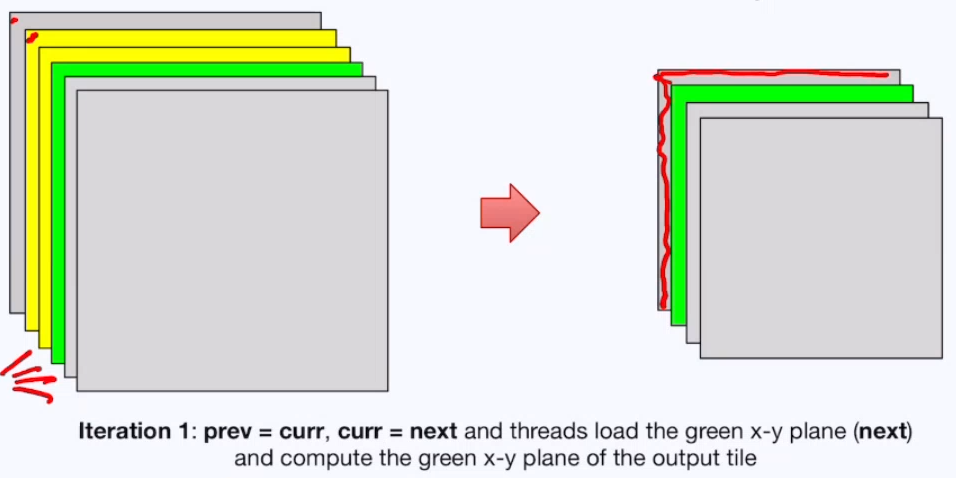 Iteration 1: prev = curr, curr = next and threads load the green x-y plane (next)
and compute the green x-y plane of the output tile